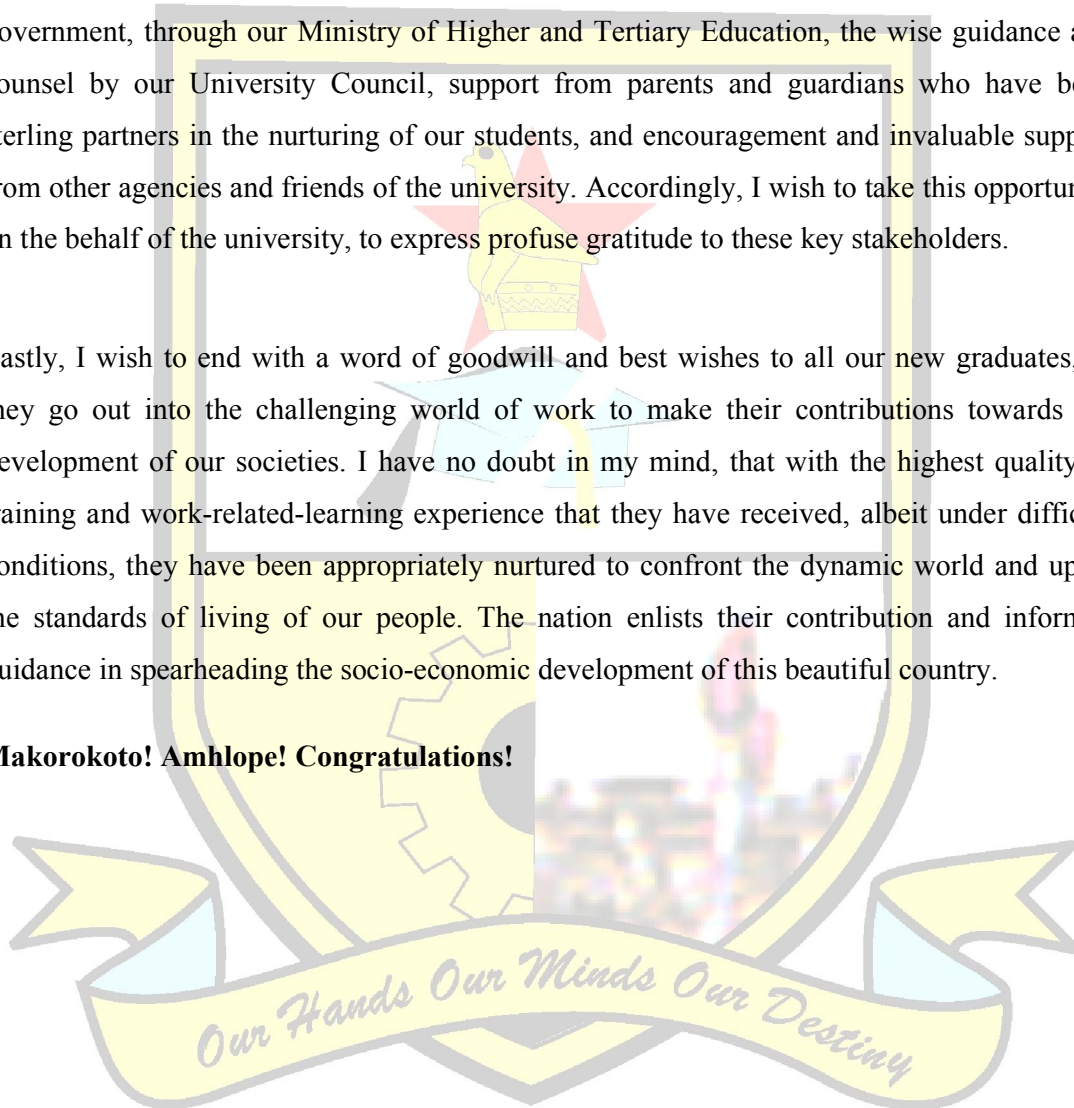 overnment, through our Ministry of Higher and Tertiary Education, the wise guidance a
ounsel by our University Council, support from parents and guardians who have be
terling partners in the nurturing of our students, and encouragement and invaluable supp
rom other agencies and friends of the university. Accordingly, I wish to take this opportun
n the behalf of the university, to express profuse gratitude to these key stakeholders.
astly, I wish to end with a word of goodwill and best wishes to all our new graduates,
hey go out into the challenging world of work to make their contributions towards
evelopment of our societies. I have no doubt in my mind, that with the highest quality
raining and work-related-learning experience that they have received, albeit under diffic
onditions, they have been appropriately nurtured to confront the dynamic world and up
he standards of living of our people. The nation enlists their contribution and inform
uidance in spearheading the socio-economic development of this beautiful country.
Makorokoto! Amhlope! Congratulations!
Our Hands Our Minds Our Destiny